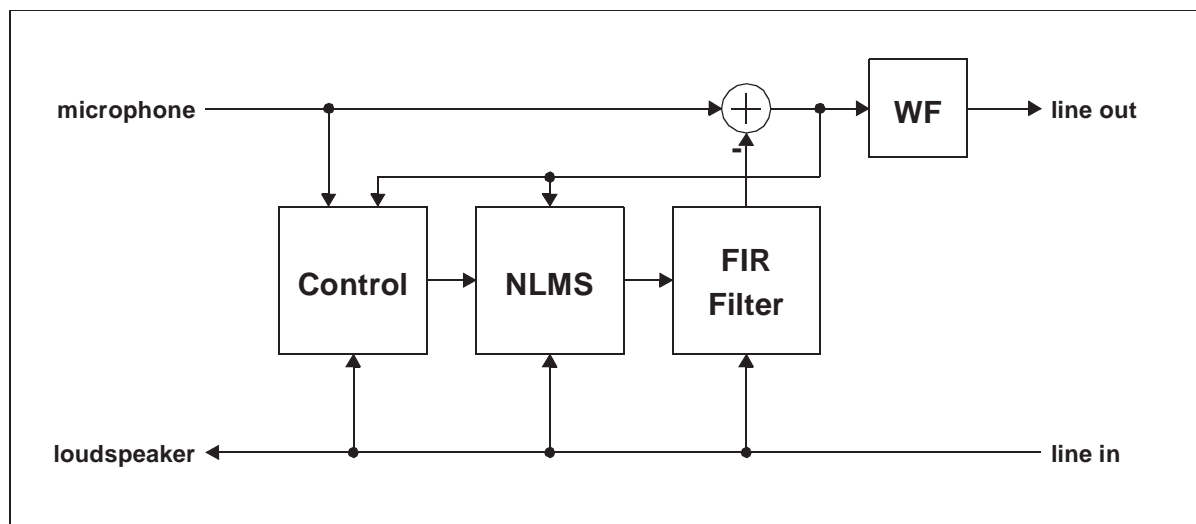 microphone
WF
line out
-
Control
NLMS
FIR
Filter
loudspeaker
line in